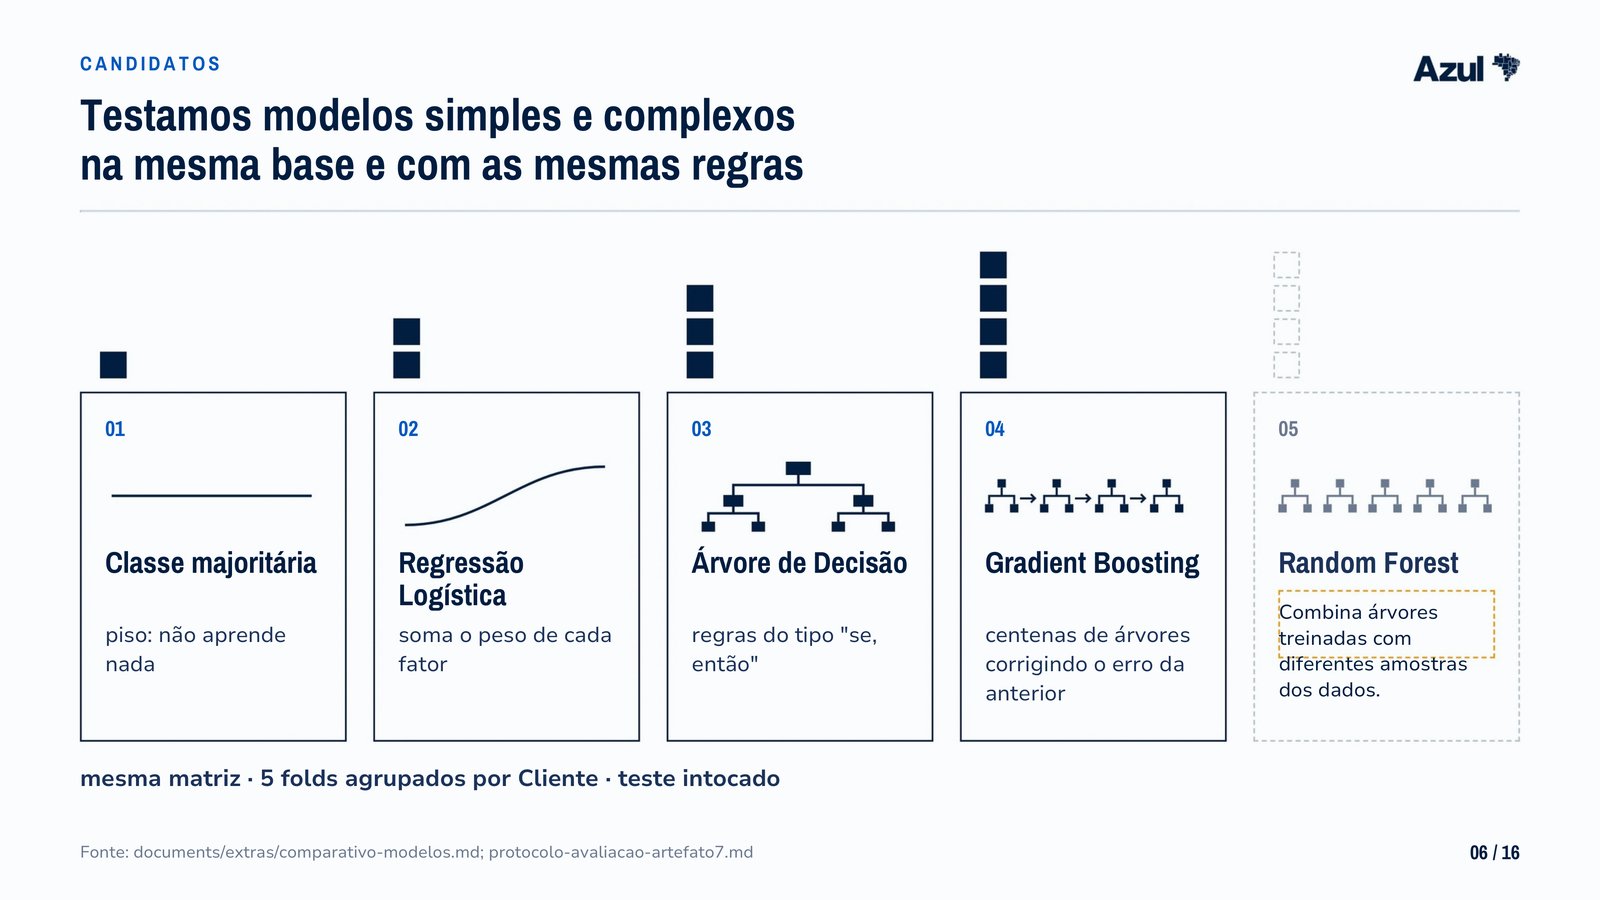 CANDIDATOS
Azul
Testamos modelos simples e complexos
na mesma base e com as mesmas regras
01
Classe majoritária
piso: não aprende
nada
02
Regressão
Logística
soma o peso de cada
fator
03
Árvore de Decisão
regras do tipo "se,
então"
04
Gradient Boosting
centenas de árvores
corrigindo o erro da
anterior
05
Random Forest
Combina árvores
treinadas com
diferentes amostras
dos dados.
mesma matriz · 5 folds agrupados por Cliente · teste intocado
Fonte: documents/extras/comparativo-modelos.md; protocolo-avaliacao-artefato7.md
06 / 16